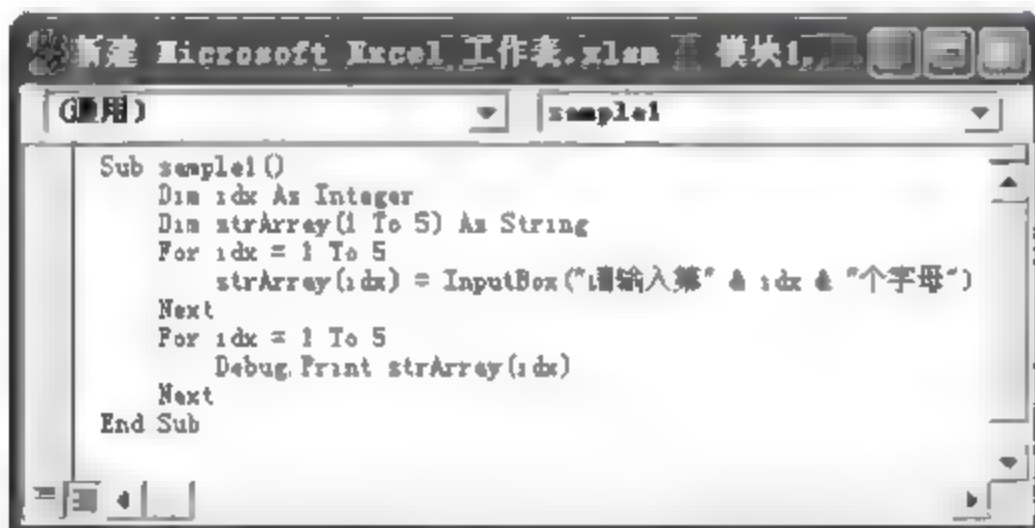 新建 Microsoft Excel 工作表.xlsm - 模块1
(通用)
sample1
Sub sample1()
Dim idx As Integer
Dim strArray(1 To 5) As String
For idx = 1 To 5
strArray(idx) = InputBox("请输入第" & idx & "个字母")
Next
For idx = 1 To 5
Debug.Print strArray(idx)
Next
End Sub